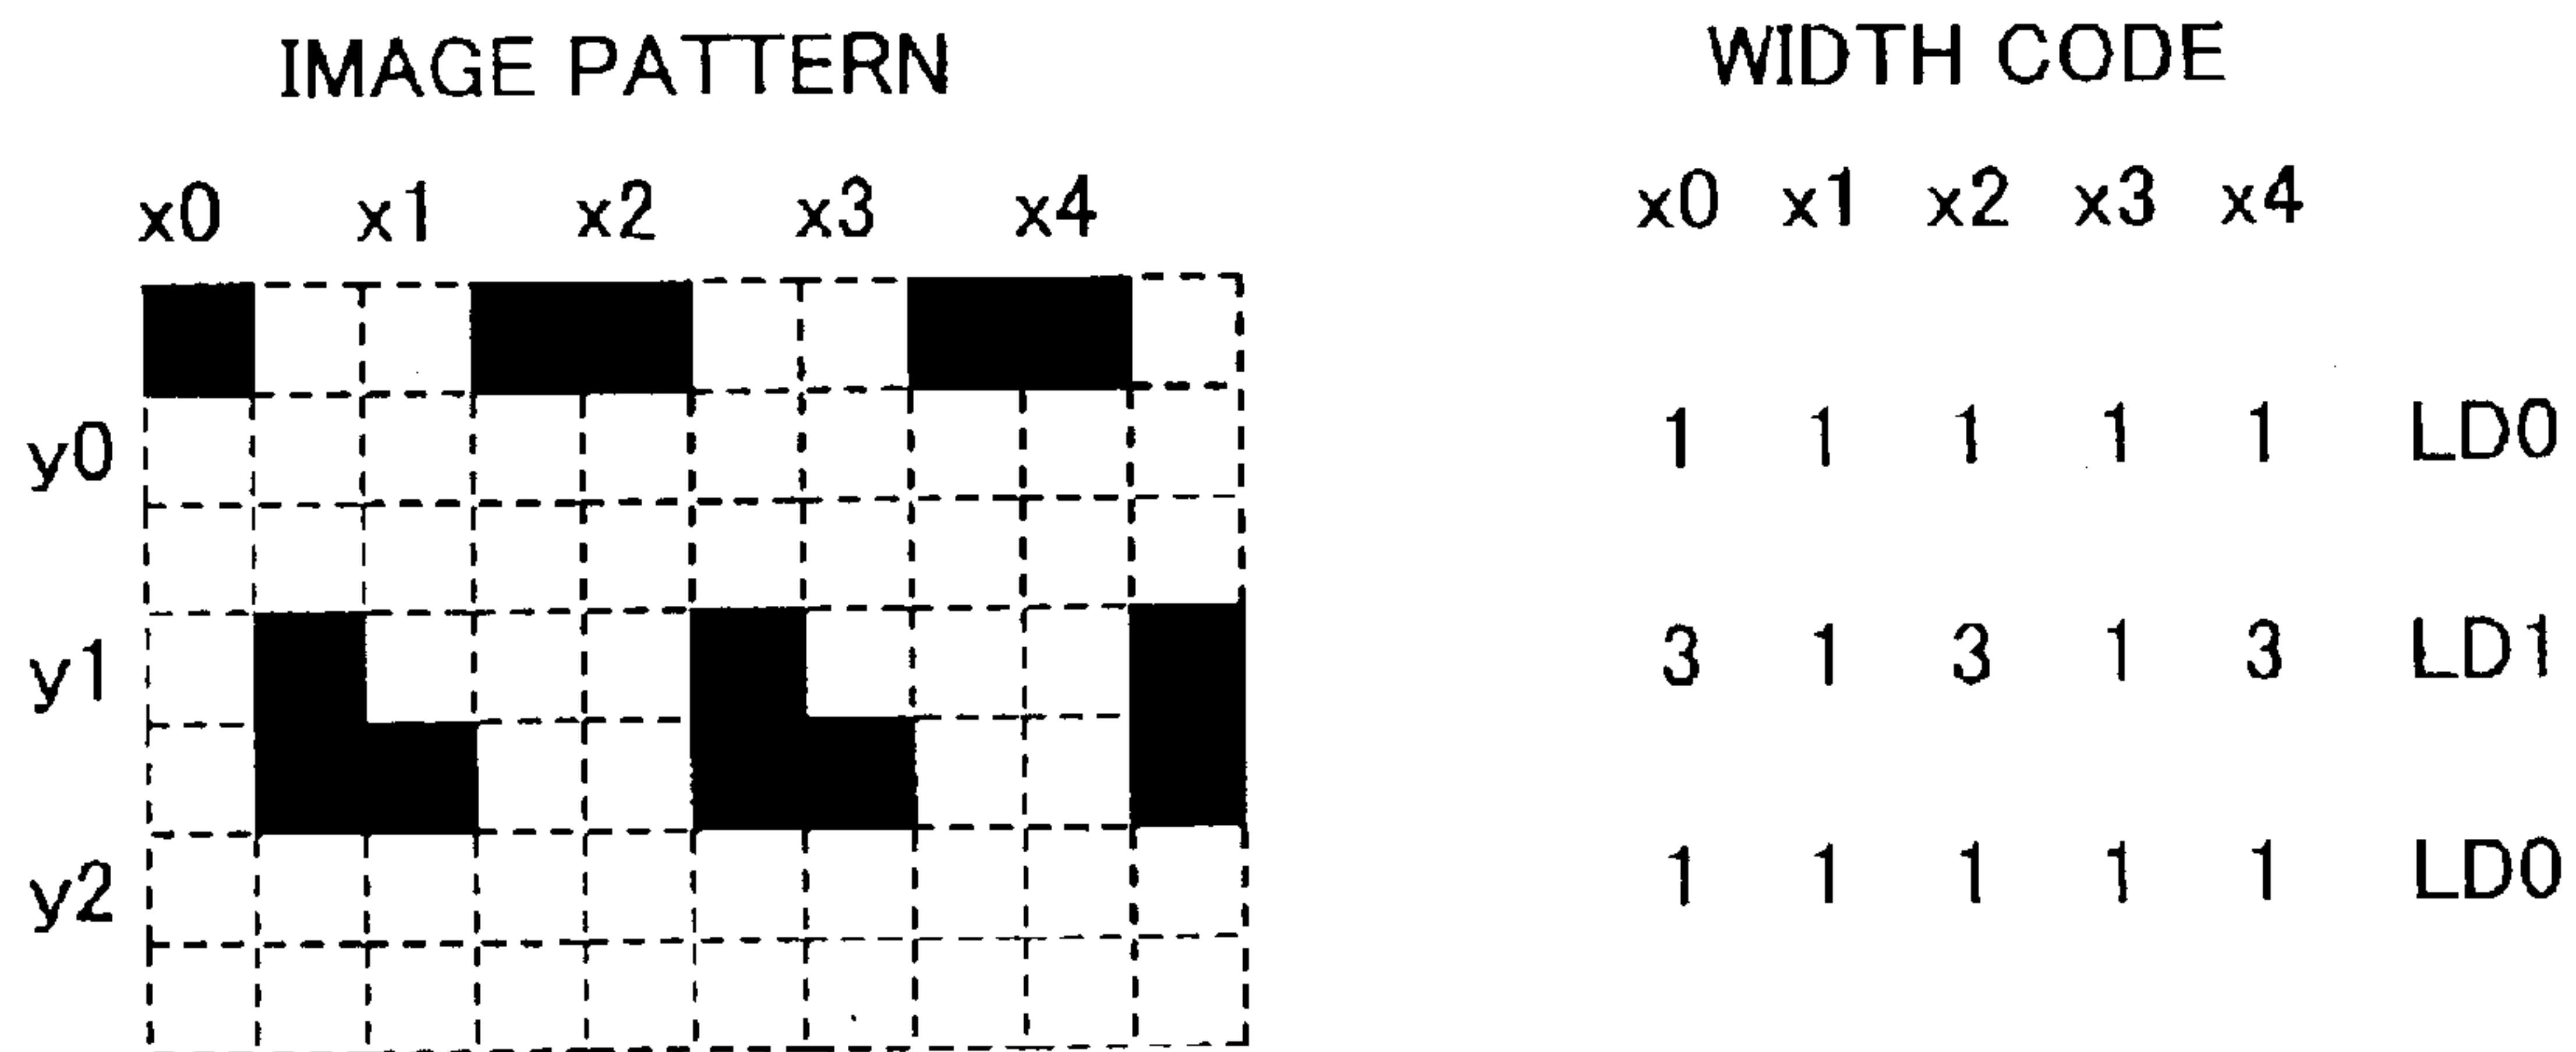 IMAGE PATTERN
x0 x1 x2 x3 x4
y0
y1
y2
WIDTH CODE
x0 x1 x2 x3 x4
1 1 1 1 1 LD0
3 1 3 1 3 LD1
1 1 1 1 1 LD0